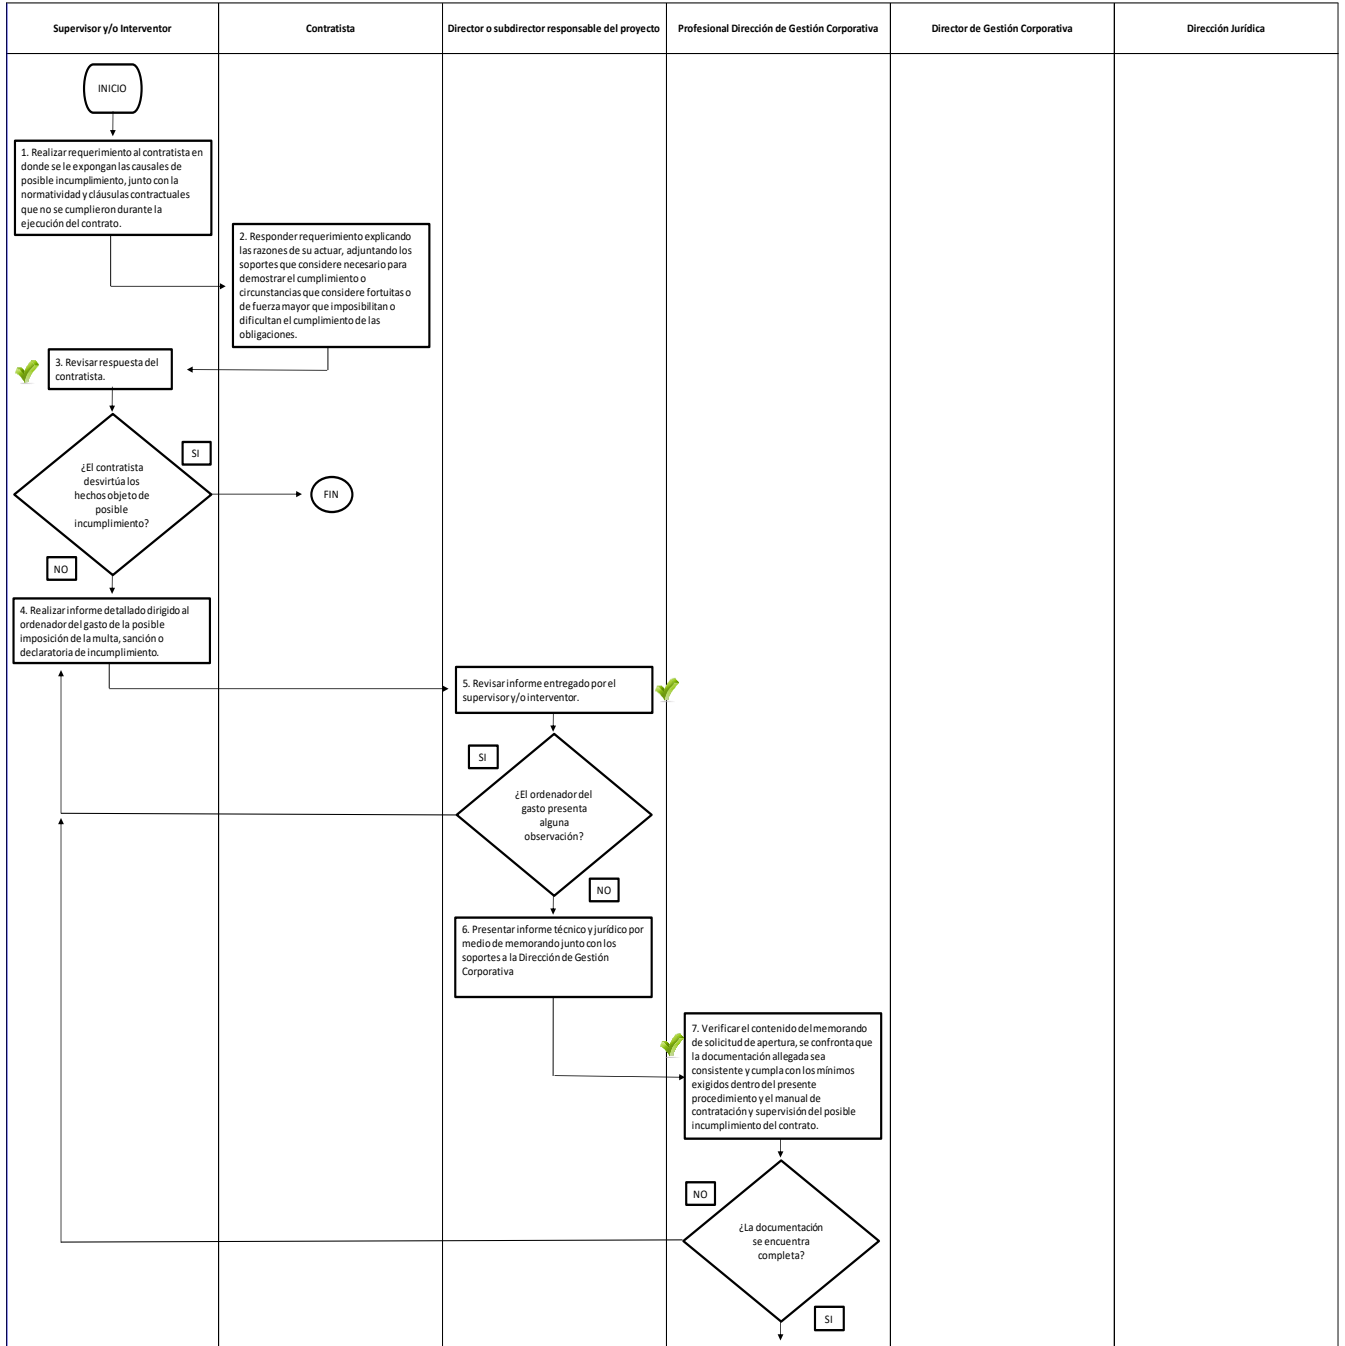 Supervisor y/o Interventor
Contratista
Director o subdirector responsable del proyecto
Profesional Dirección de Gestión Corporativa
Director de Gestión Corporativa
Dirección Jurídica
INICIO
1. Realizar requerimiento al contratista en
donde se le expongan las causales de
posible incumplimiento, junto con la
normatividad y cláusulas contractuales
que no se cumplieron durante la
ejecución del contrato.
2. Responder requerimiento explicando
las razones de su actuar, adjuntando los
soportes que considere necesario para
demostrar el cumplimiento o
circunstancias que considere fortuitas o
de fuerza mayor que imposibilitan o
dificultan el cumplimiento de las
obligaciones.
3. Revisar respuesta del
contratista.
SI
¿El contratista
desvirtúa los
hechos objeto de
posible
incumplimiento?
FIN
NO
4. Realizar informe detallado dirigido al
ordenador del gasto de la posible
imposición de la multa, sanción o
declaratoria de incumplimiento.
5. Revisar informe entregado por el
supervisor y/o interventor.
SI
¿El ordenador del
gasto presenta
alguna
observación?
NO
6. Presentar informe técnico y jurídico por
medio de memorando junto con los
soportes a la Dirección de Gestión
Corporativa
7. Verificar el contenido del memorando
de solicitud de apertura, se confronta que
la documentación allegada sea
consistente y cumpla con los mínimos
exigidos dentro del presente
procedimiento y el manual de
contratación y supervisión del posible
incumplimiento del contrato.
NO
¿La documentación
se encuentra
completa?
SI